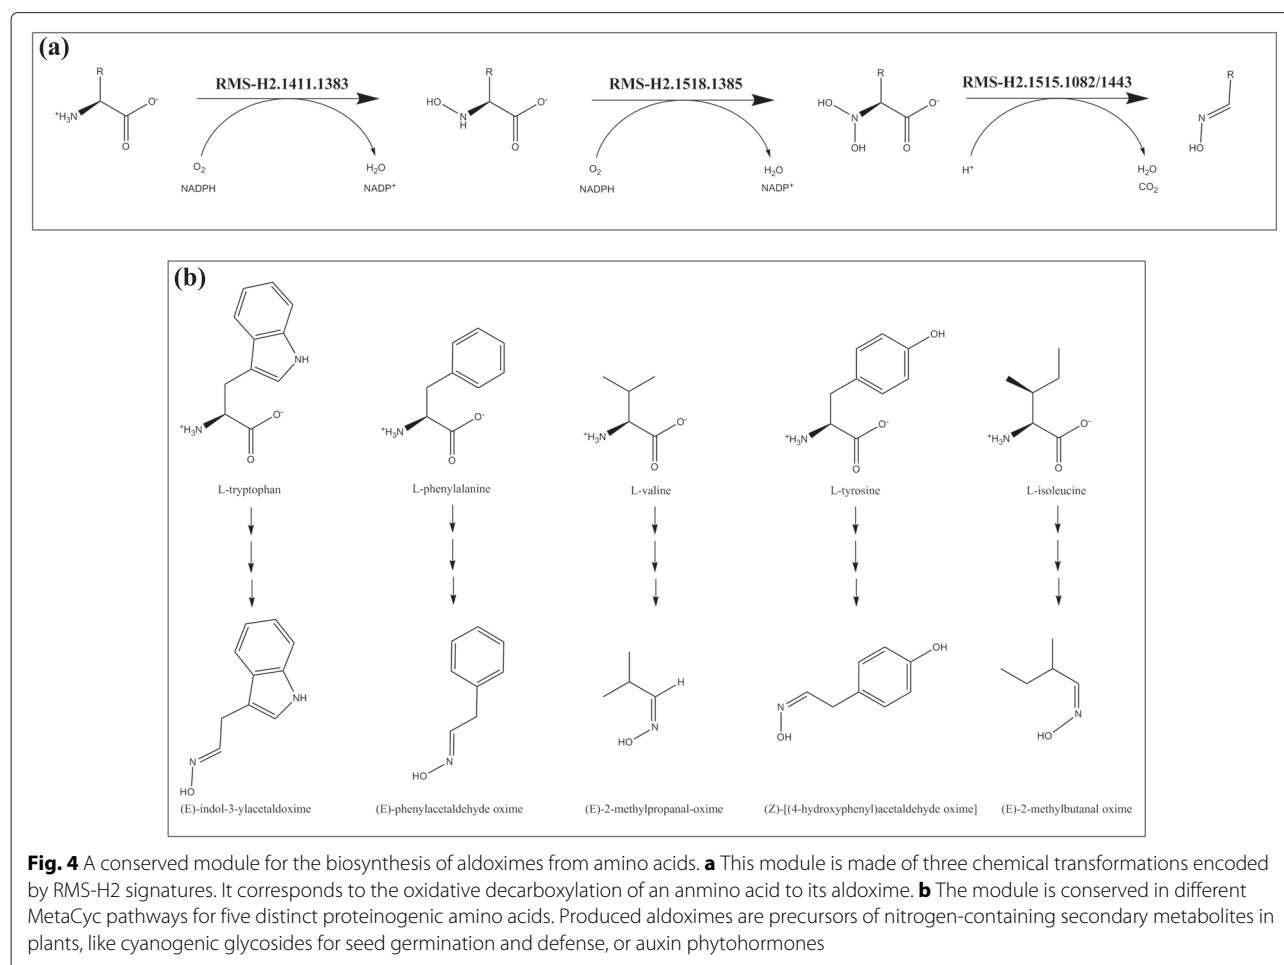 (a)
RMS-H2.1411.1383
RMS-H2.1518.1385
RMS-H2.1515.1082/1443
R
R
R
R
⁺H₃N
O⁻
O
HO
N
H
O⁻
O
HO
N
OH
O⁻
O
N
HO
O₂
NADPH
H₂O
NADP⁺
O₂
NADPH
H₂O
NADP⁺
H⁺
H₂O
CO₂
(b)
NH
⁺H₃N
O⁻
O
⁺H₃N
O⁻
O
⁺H₃N
O⁻
O
OH
⁺H₃N
O⁻
O
⁺H₃N
O⁻
O
L-tryptophan
L-phenylalanine
L-valine
L-tyrosine
L-isoleucine
NH
N
HO
N
HO
H
N
HO
OH
N
OH
N
HO
(E)-indol-3-ylacetaldoxime
(E)-phenylacetaldehyde oxime
(E)-2-methylpropanal-oxime
(Z)-[(4-hydroxyphenyl)acetaldehyde oxime]
(E)-2-methylbutanal oxime
Fig. 4 A conserved module for the biosynthesis of aldoximes from amino acids. a This module is made of three chemical transformations encoded
by RMS-H2 signatures. It corresponds to the oxidative decarboxylation of an anmino acid to its aldoxime. b The module is conserved in different
MetaCyc pathways for five distinct proteinogenic amino acids. Produced aldoximes are precursors of nitrogen-containing secondary metabolites in
plants, like cyanogenic glycosides for seed germination and defense, or auxin phytohormones